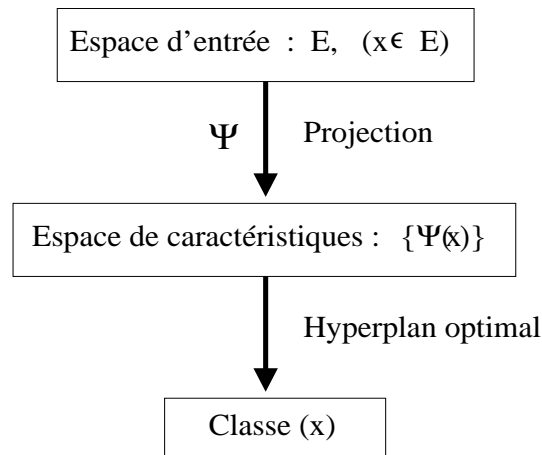 Espace d'entrée : E, (x∈ E)
Ψ Projection
Espace de caractéristiques : {Ψ(x)}
Hyperplan optimal
Classe (x)